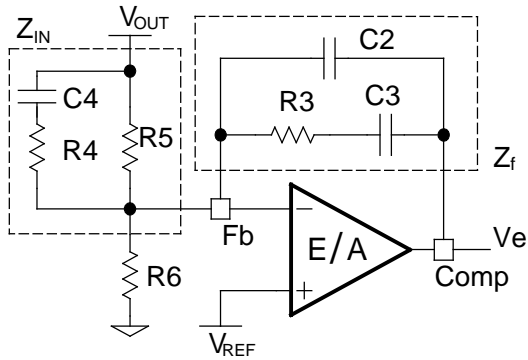 Z_IN
V_OUT
C2
C4
R3
C3
R4
R5
Z_f
Fb
E/A
Ve
R6
Comp
V_REF
−
+